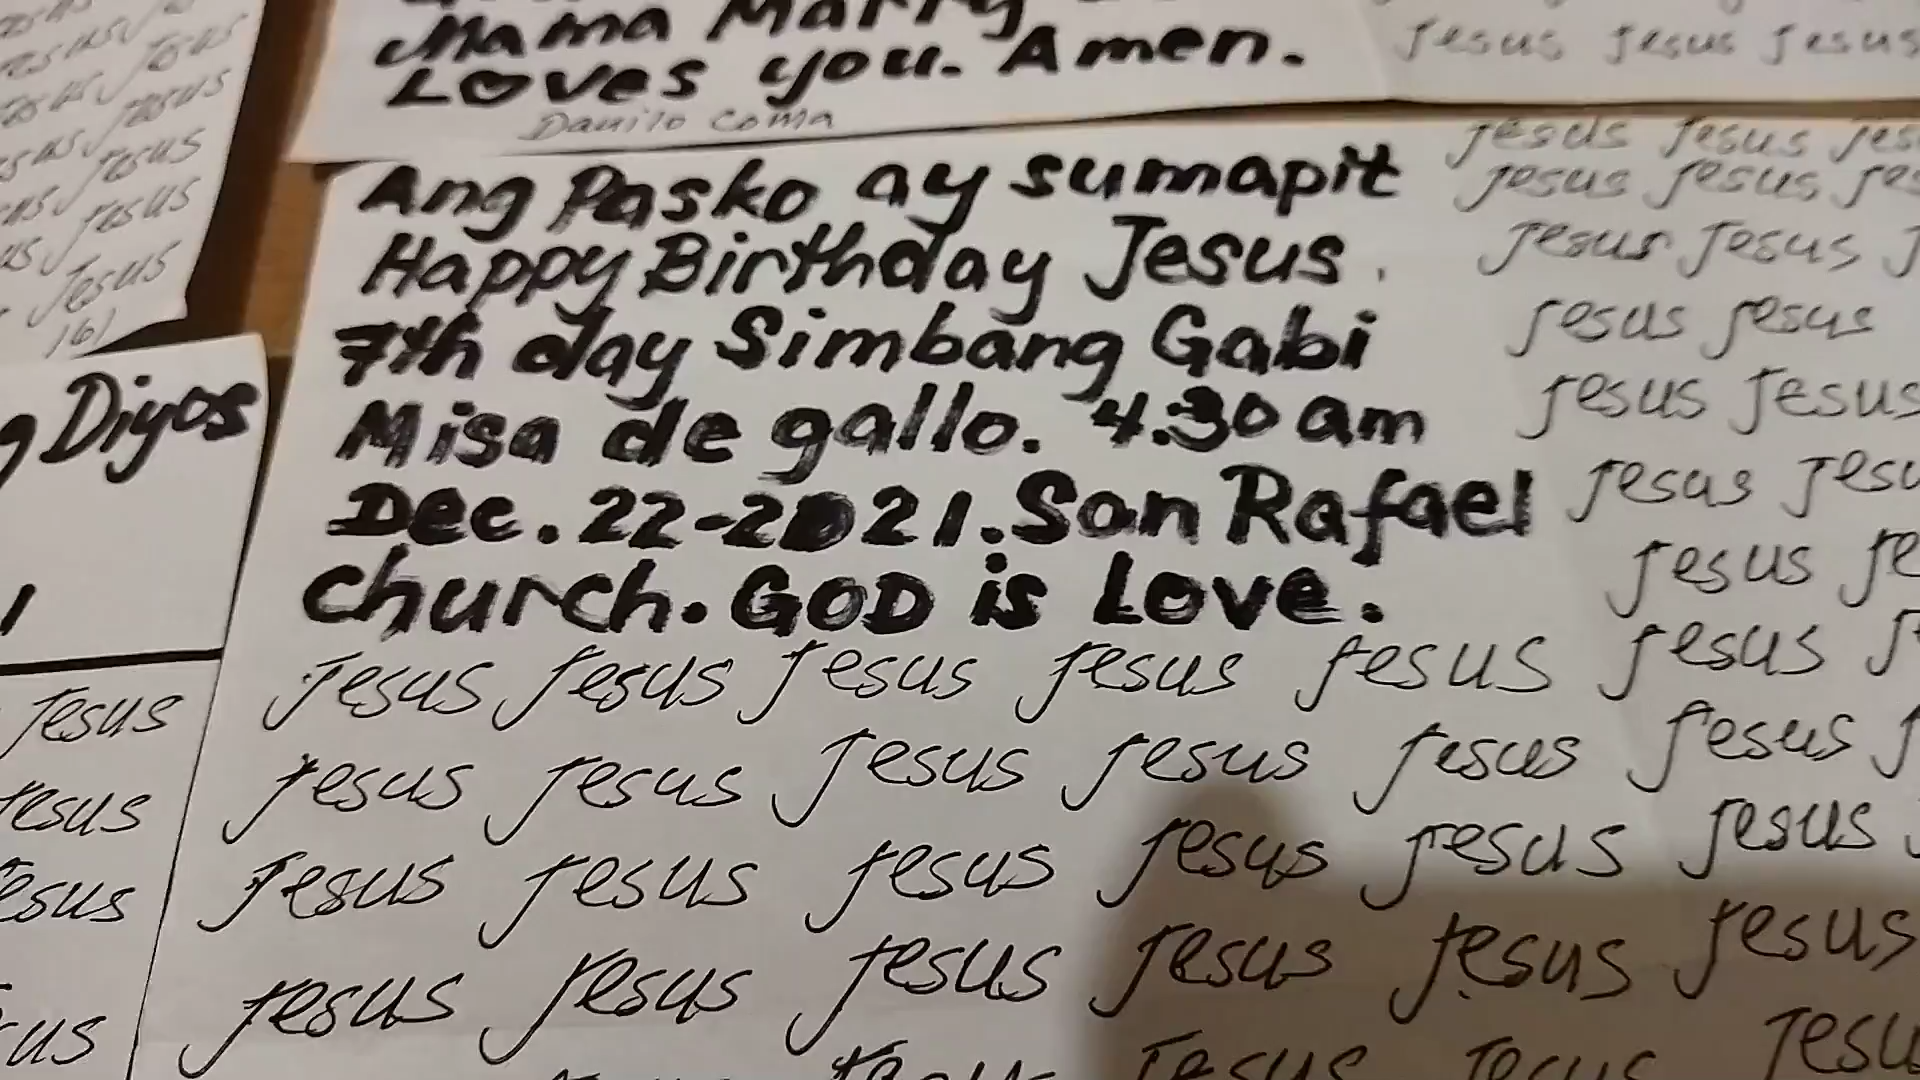 Mama Marry
Loves you. Amen.
Danilo Coma
Jesus Jesus Jesus
Jesus
Jesus
Jesus
Jesus
Jesus
Jesus
161
Diyos
Jesus
Jesus
Jesus
Ang Pasko ay sumapit
Happy Birthday Jesus.
7th day Simbang Gabi
Misa de gallo. 4:30 am
Dec. 22-2021. San Rafael
Church. GOD is Love.
Jesus Jesus
Jesus Jesus
Jesus Jesus
Jesus Jesus
Jesus Jesus
Jesus
Jesus
Jesus Jesus Jesus Jesus Jesus Jesus
Jesus Jesus Jesus Jesus Jesus Jesus
Jesus Jesus Jesus Jesus Jesus Jesus
Jesus Jesus Jesus Jesus Jesus Jesus